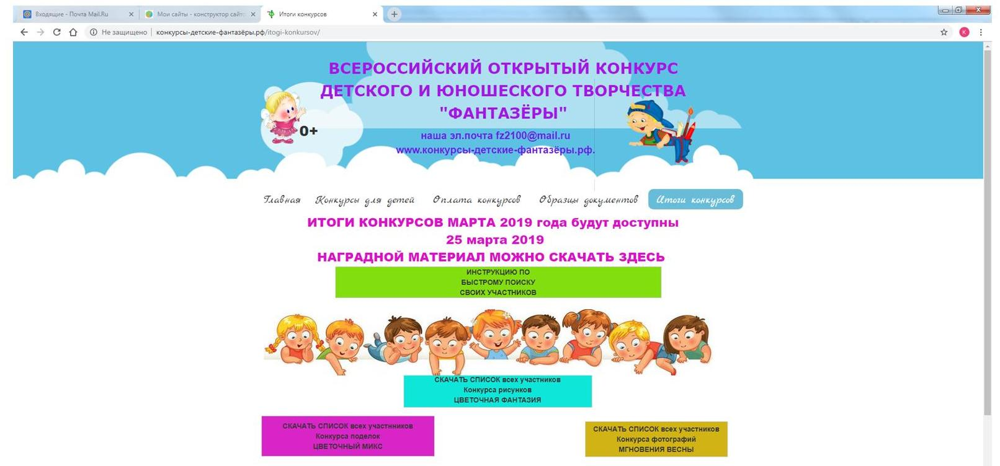 Входящие - Почта Mail.Ru
Мои сайты - конструктор сайто
Итоги конкурсов
Не защищено
конкурсы-детские-фантазёры.рф/itogi-konkursov/
К
ВСЕРОССИЙСКИЙ ОТКРЫТЫЙ КОНКУРС
ДЕТСКОГО И ЮНОШЕСКОГО ТВОРЧЕСТВА
"ФАНТАЗЁРЫ"
0+
наша эл.почта fz2100@mail.ru
www.конкурсы-детские-фантазёры.рф.
Главная Конкурсы для детей Оплата конкурсов Образцы документов Итоги конкурсов
ИТОГИ КОНКУРСОВ МАРТА 2019 года будут доступны
25 марта 2019
НАГРАДНОЙ МАТЕРИАЛ МОЖНО СКАЧАТЬ ЗДЕСЬ
ИНСТРУКЦИЮ ПО
БЫСТРОМУ ПОИСКУ
СВОИХ УЧАСТНИКОВ
СКАЧАТЬ СПИСОК всех участников
Конкурса рисунков
ЦВЕТОЧНАЯ ФАНТАЗИЯ
СКАЧАТЬ СПИСОК всех участнников
Конкурса поделок
ЦВЕТОЧНЫЙ МИКС
СКАЧАТЬ СПИСОК всех участников
Конкурса фотографий
МГНОВЕНИЯ ВЕСНЫ